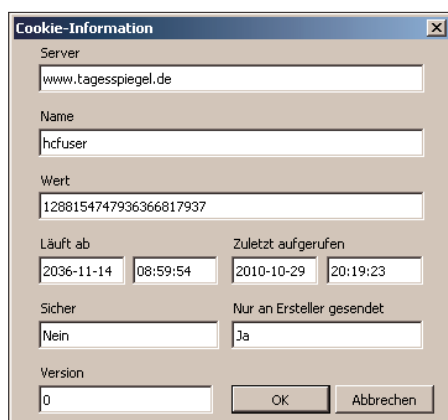 Cookie-Information
Server
www.tagesspiegel.de
Name
hcfuser
Wert
1288154747936366817937
Läuft ab Zuletzt aufgerufen
2036-11-14 08:59:54 2010-10-29 20:19:23
Sicher Nur an Ersteller gesendet
Nein Ja
Version
0 OK Abbrechen